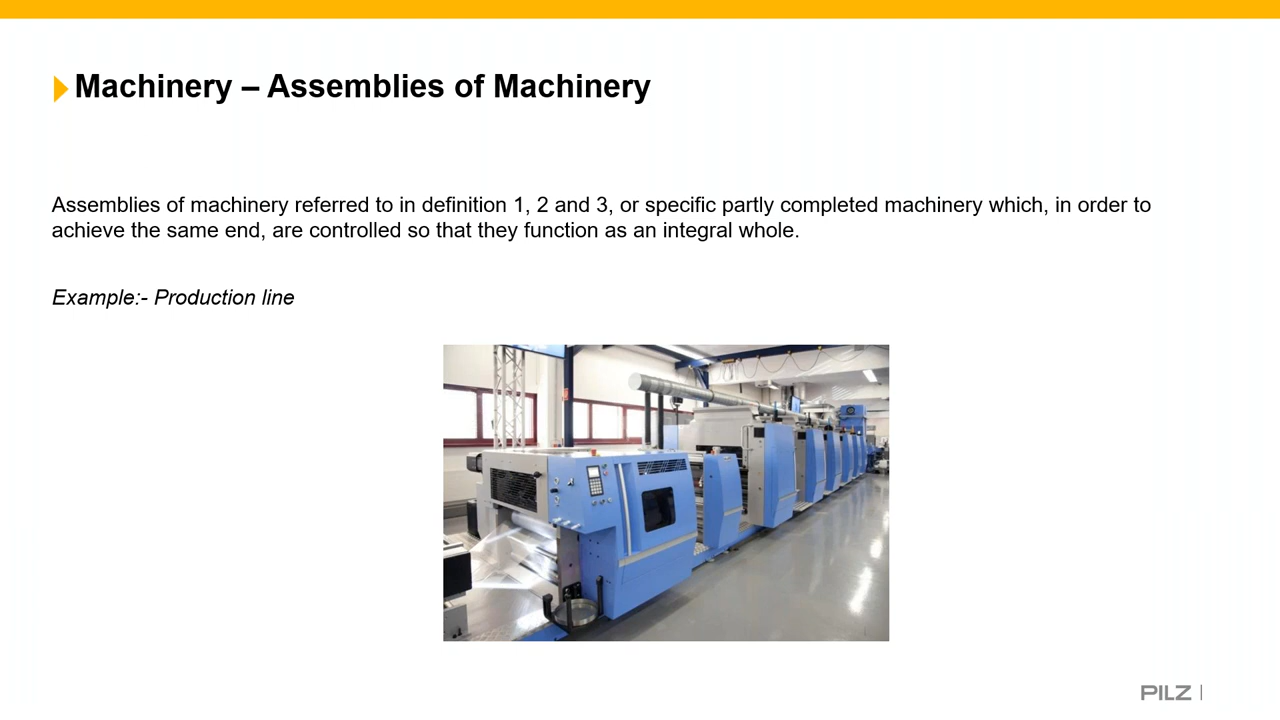 Machinery – Assemblies of Machinery
Assemblies of machinery referred to in definition 1, 2 and 3, or specific partly completed machinery which, in order to
achieve the same end, are controlled so that they function as an integral whole.
Example:- Production line
PILZ |